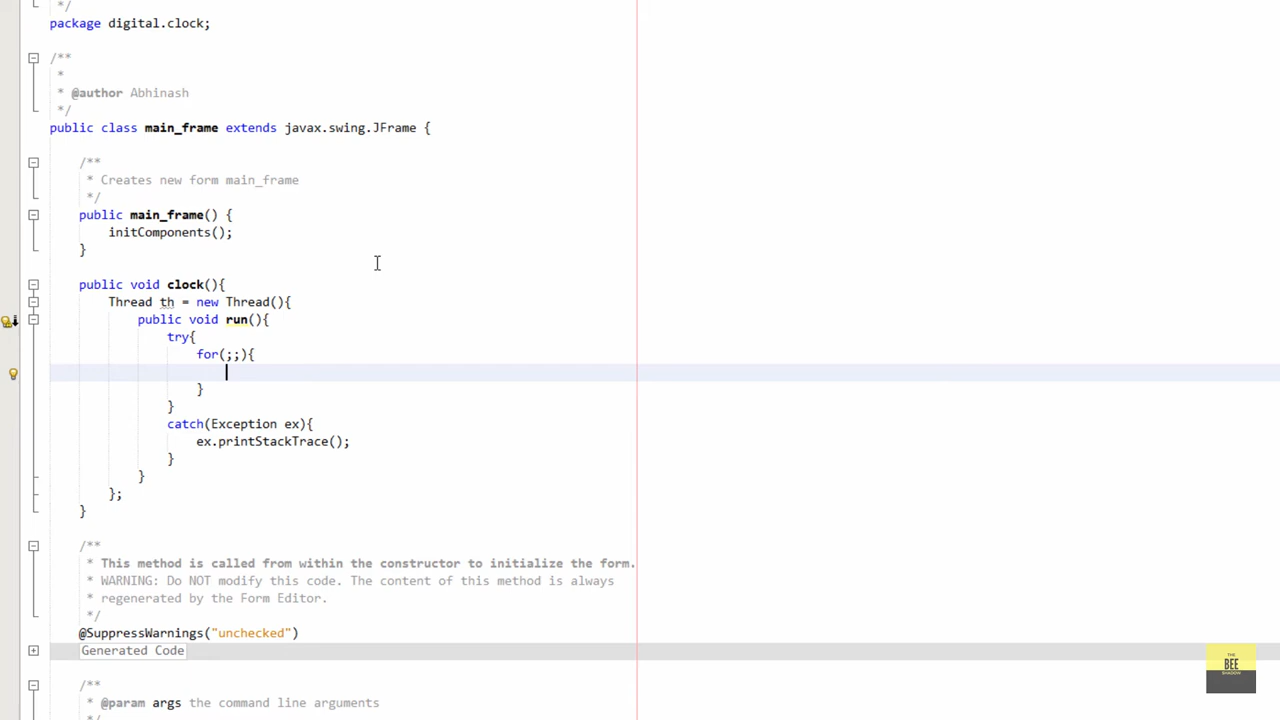 */
package digital.clock;
/**
*
* @author Abhinash
*/
public class main_frame extends javax.swing.JFrame {
/**
* Creates new form main_frame
*/
public main_frame() {
initComponents();
}
public void clock(){
Thread th = new Thread(){
public void run(){
try{
for(;;){
}
}
catch(Exception ex){
ex.printStackTrace();
}
}
};
}
/**
* This method is called from within the constructor to initialize the form.
* WARNING: Do NOT modify this code. The content of this method is always
* regenerated by the Form Editor.
*/
@SuppressWarnings("unchecked")
Generated Code
/**
* @param args the command line arguments
*/
THE
BEE
SHADOW